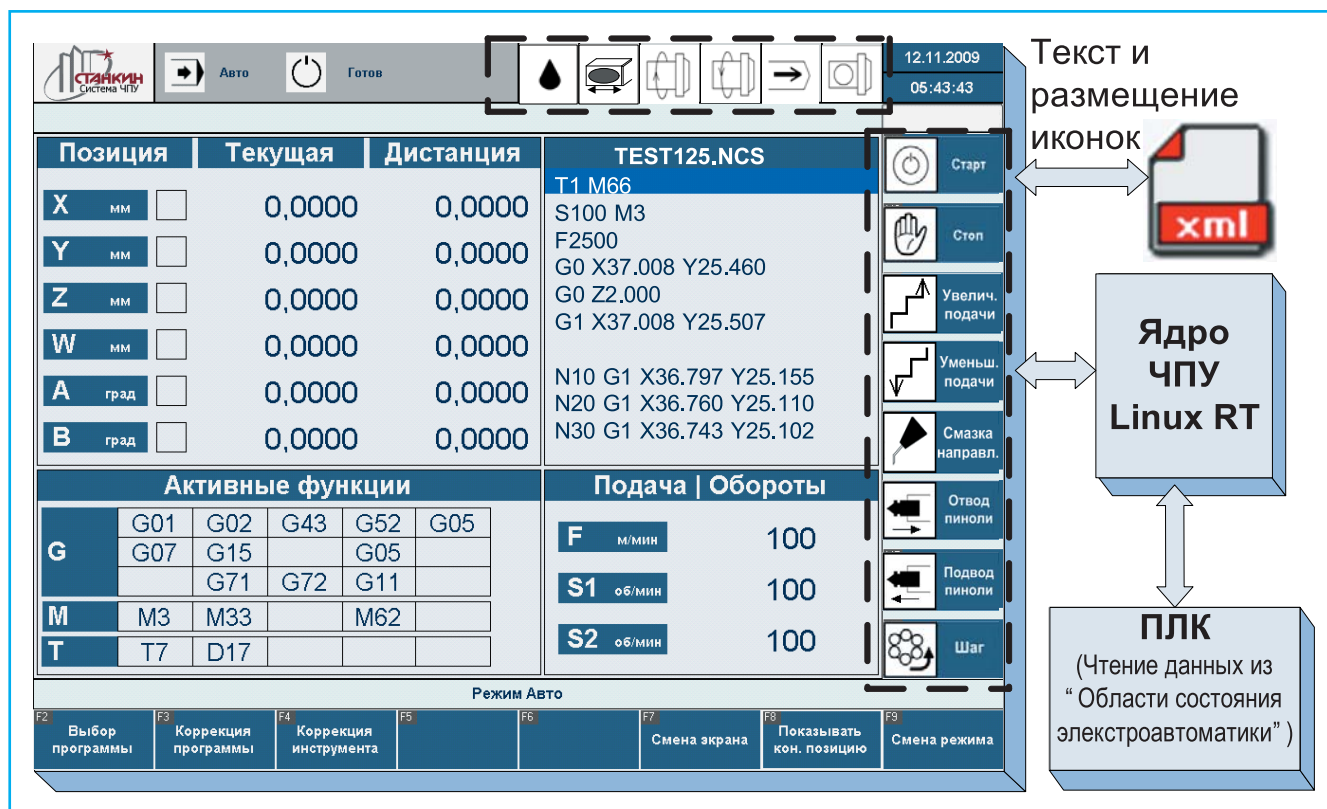 СТАНКИН
Система ЧПУ
Авто
Готов
12.11.2009
05:43:43
Текст и
размещение
иконок
xml
Позиция | Текущая | Дистанция
X мм 0,0000 0,0000
Y мм 0,0000 0,0000
Z мм 0,0000 0,0000
W мм 0,0000 0,0000
A град 0,0000 0,0000
B град 0,0000 0,0000
TEST125.NCS
T1 M66
S100 M3
F2500
G0 X37.008 Y25.460
G0 Z2.000
G1 X37.008 Y25.507
N10 G1 X36.797 Y25.155
N20 G1 X36.760 Y25.110
N30 G1 X36.743 Y25.102
Старт
Стоп
Увелич.
подачи
Уменьш.
подачи
Смазка
направл.
Отвод
пиноли
Подвод
пиноли
Шаг
Ядро
ЧПУ
Linux RT
ПЛК
(Чтение данных из
“ Области состояния
элекстроавтоматики” )
Активные функции
G G01 G02 G43 G52 G05
G07 G15 G05
G71 G72 G11
M M3 M33 M62
T T7 D17
Подача | Обороты
F м/мин 100
S1 об/мин 100
S2 об/мин 100
Режим Авто
F2 Выбор
программы
F3 Коррекция
программы
F4 Коррекция
инструмента
F5
F6
F7 Смена экрана
F8 Показывать
кон. позицию
F9 Смена режима